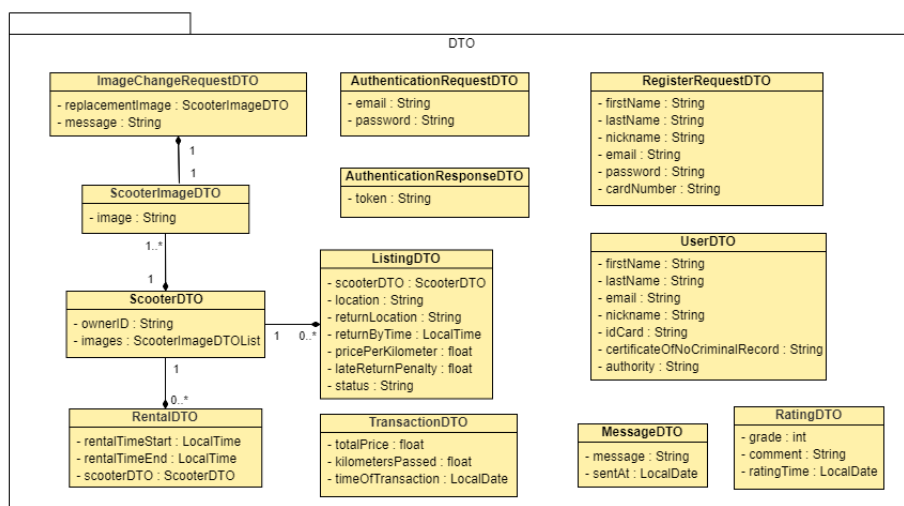 DTO
ImageChangeRequestDTO
- replacementImage : ScooterImageDTO
- message : String
1
1
ScooterImageDTO
- image : String
1..*
1
ScooterDTO
- ownerID : String
- images : ScooterImageDTOList
1
0..*
1
0..*
RentalDTO
- rentalTimeStart : LocalTime
- rentalTimeEnd : LocalTime
- scooterDTO : ScooterDTO
AuthenticationRequestDTO
- email : String
- password : String
AuthenticationResponseDTO
- token : String
ListingDTO
- scooterDTO : ScooterDTO
- location : String
- returnLocation : String
- returnByTime : LocalTime
- pricePerKilometer : float
- lateReturnPenalty : float
- status : String
TransactionDTO
- totalPrice : float
- kilometersPassed : float
- timeOfTransaction : LocalDate
RegisterRequestDTO
- firstName : String
- lastName : String
- nickname : String
- email : String
- password : String
- cardNumber : String
UserDTO
- firstName : String
- lastName : String
- email : String
- nickname : String
- idCard : String
- certificateOfNoCriminalRecord : String
- authority : String
MessageDTO
- message : String
- sentAt : LocalDate
RatingDTO
- grade : int
- comment : String
- ratingTime : LocalDate